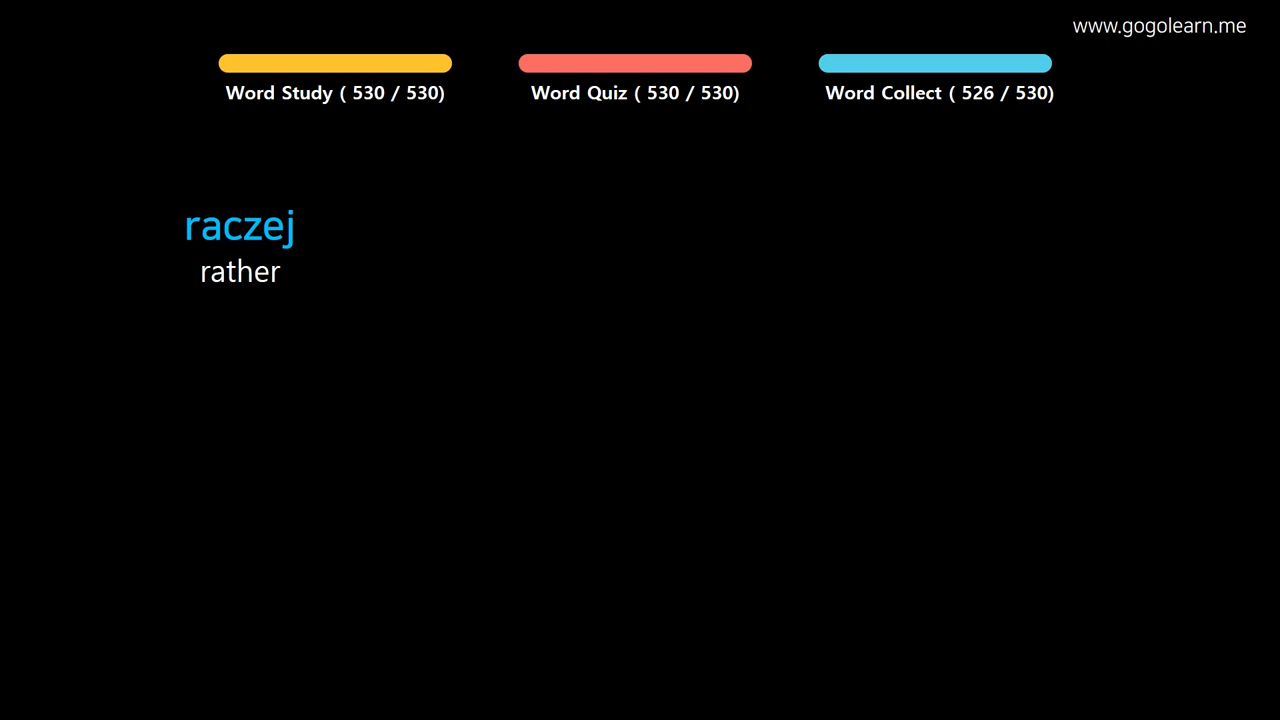 www.gogolearn.me
Word Study ( 530 / 530)
Word Quiz ( 530 / 530)
Word Collect ( 526 / 530)
raczej
rather